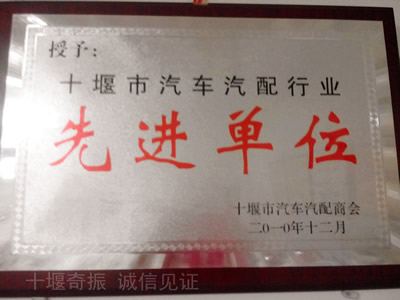 授予：
十堰市汽车汽配行业
先进单位
十堰市汽车汽配商会
二〇一〇年十二月
十堰奇振 诚信见证